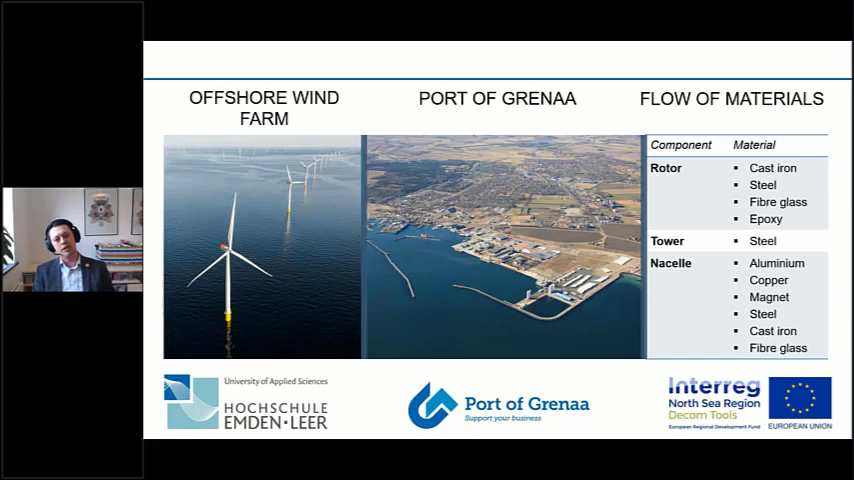 OFFSHORE WIND
FARM
PORT OF GRENAA
FLOW OF MATERIALS
Component Material
Rotor ▪ Cast iron
▪ Steel
▪ Fibre glass
▪ Epoxy
Tower ▪ Steel
Nacelle ▪ Aluminium
▪ Copper
▪ Magnet
▪ Steel
▪ Cast iron
▪ Fibre glass
University of Applied Sciences
HOCHSCHULE
EMDEN·LEER
Port of Grenaa
Support your business
Interreg
North Sea Region
Decom Tools
European Regional Development Fund
EUROPEAN UNION